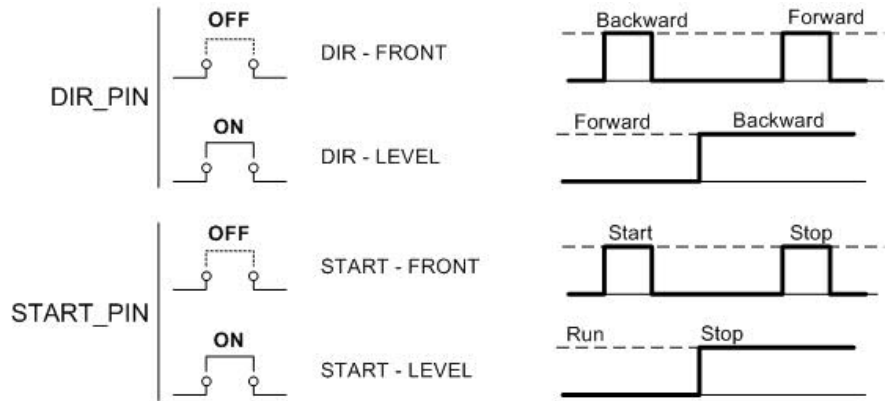 OFF
DIR - FRONT
Backward Forward
DIR_PIN
ON
DIR - LEVEL
Forward Backward
OFF
START - FRONT
Start Stop
START_PIN
ON
START - LEVEL
Run Stop